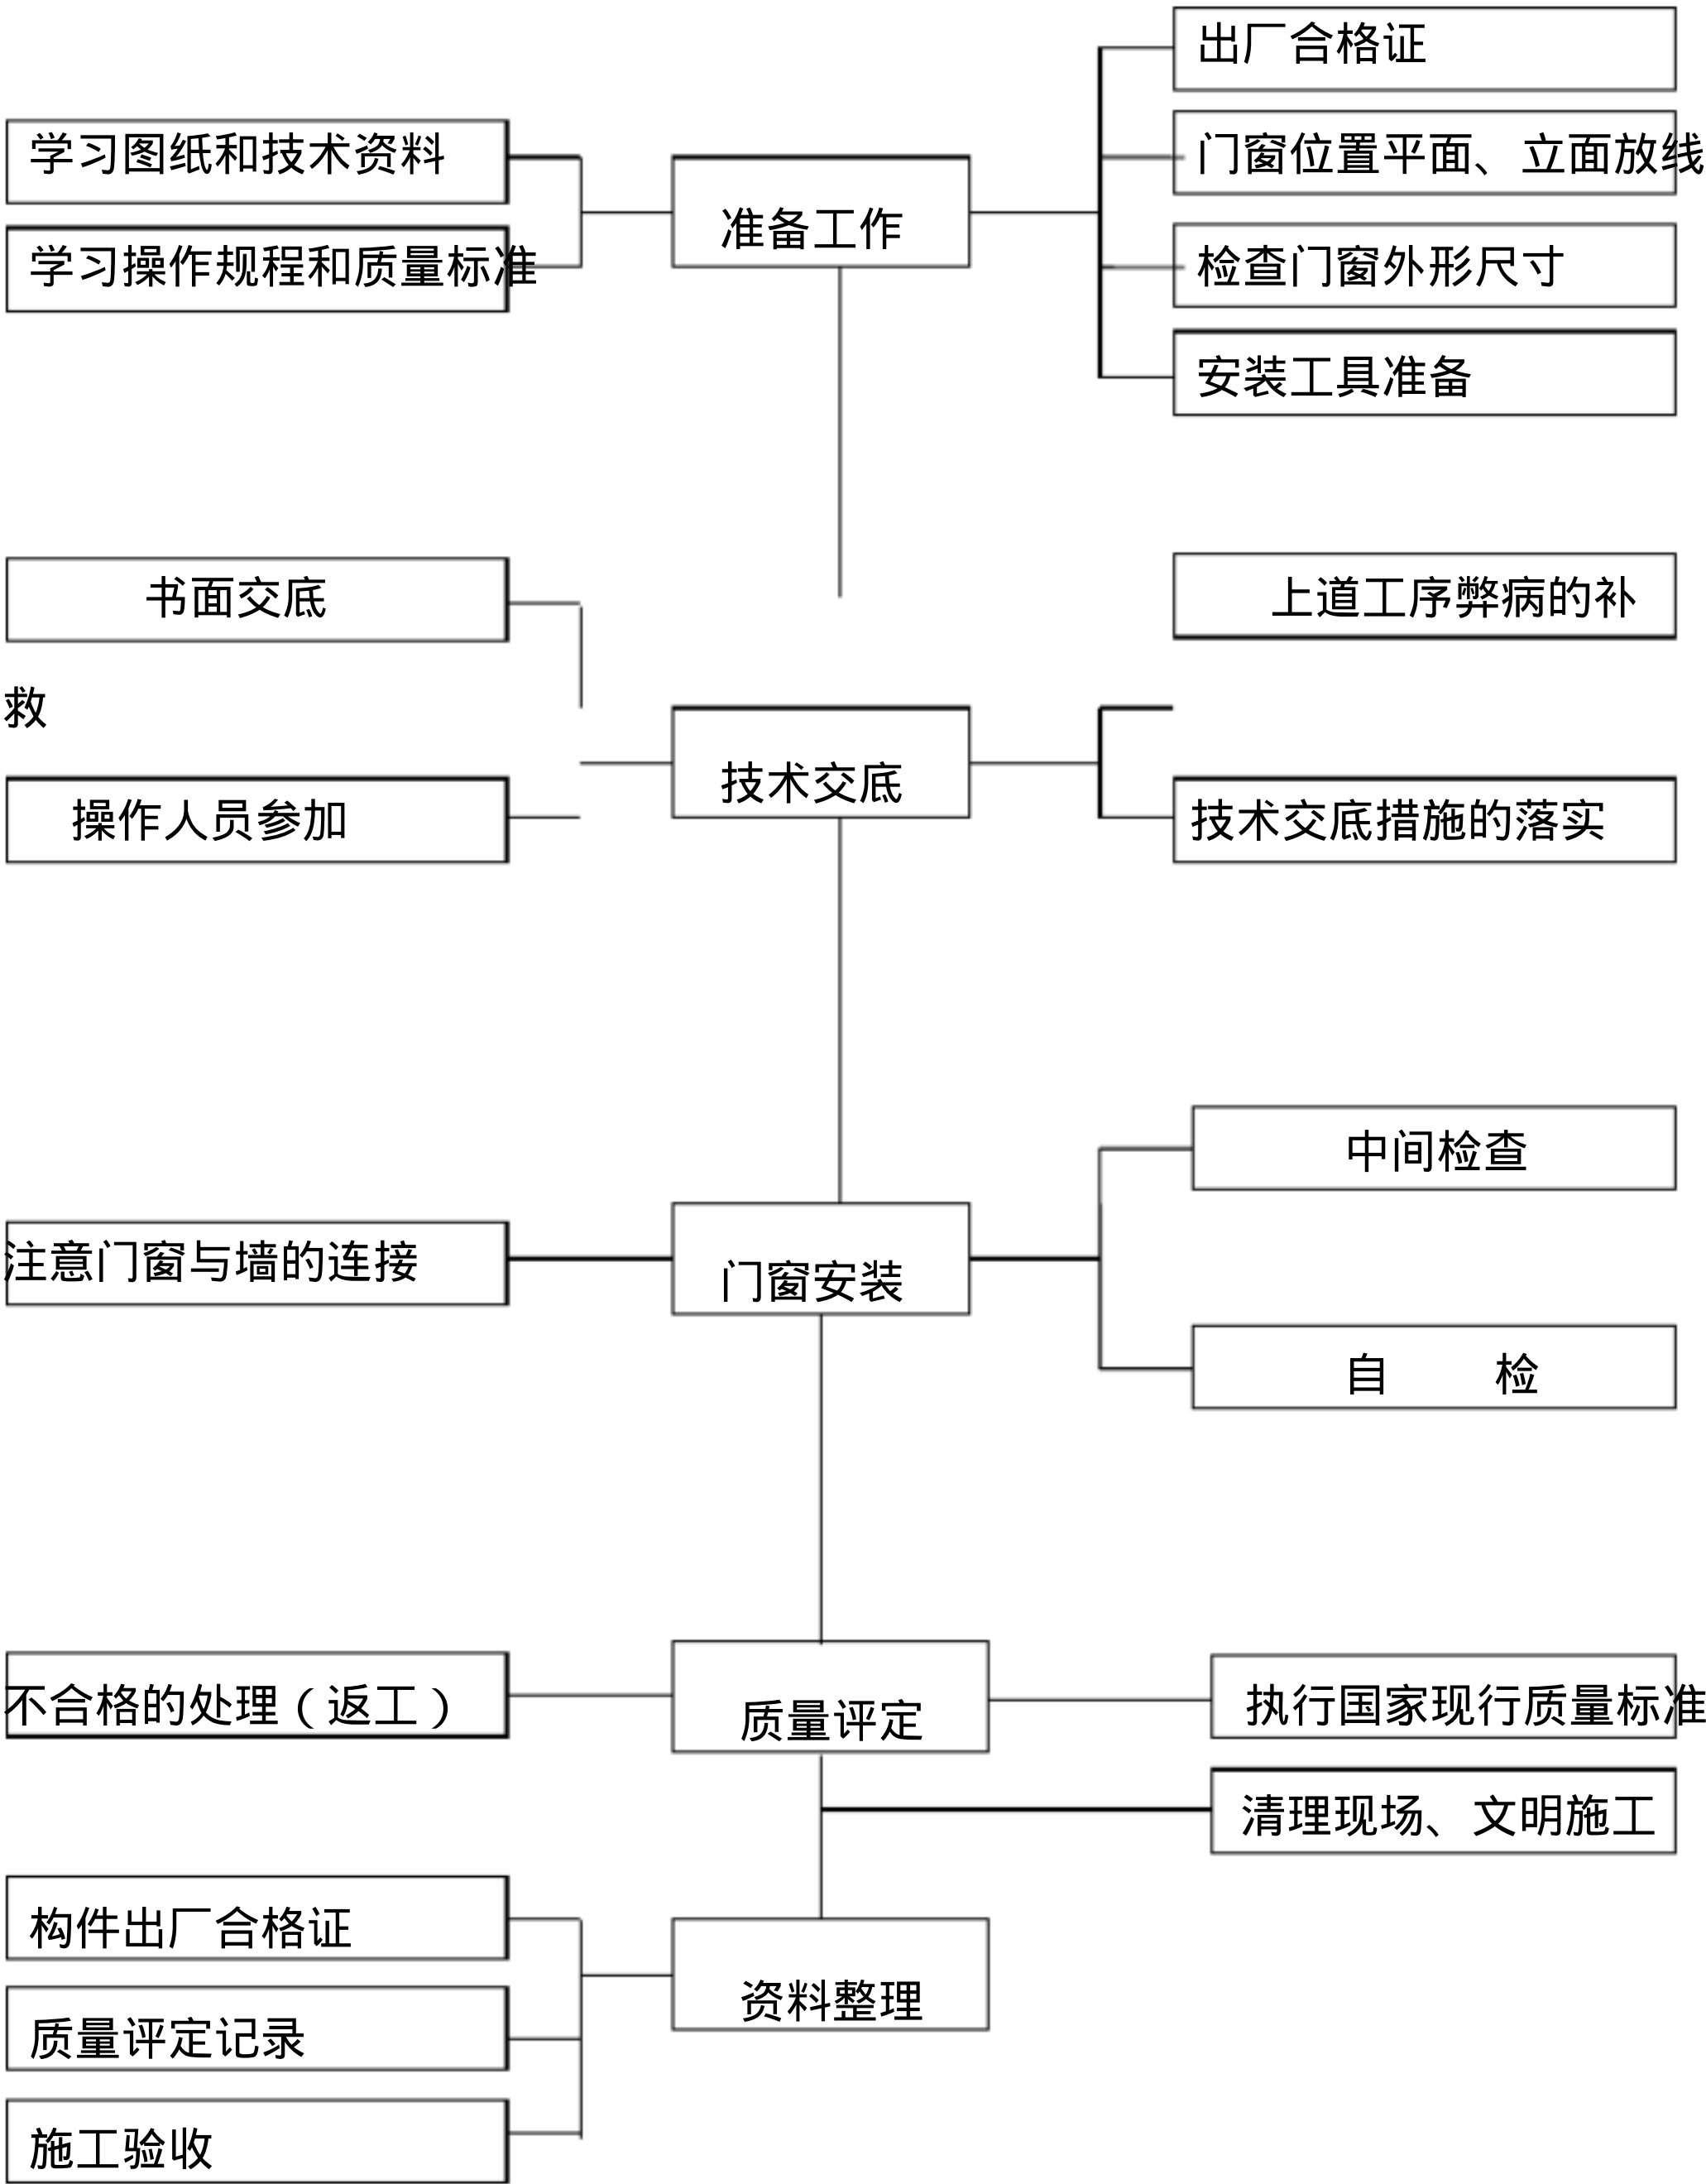 出厂合格证
学习图纸和技术资料
门窗位置平面、立面放线
准备工作
学习操作规程和质量标准
检查门窗外形尺寸
安装工具准备
书面交底
上道工序弊病的补
救
技术交底
操作人员参加
技术交底措施的落实
中间检查
注意门窗与墙的连接
门窗安装
自 检
不合格的处理（返工）
质量评定
执行国家现行质量标准
清理现场、文明施工
构件出厂合格证
资料整理
质量评定记录
施工验收